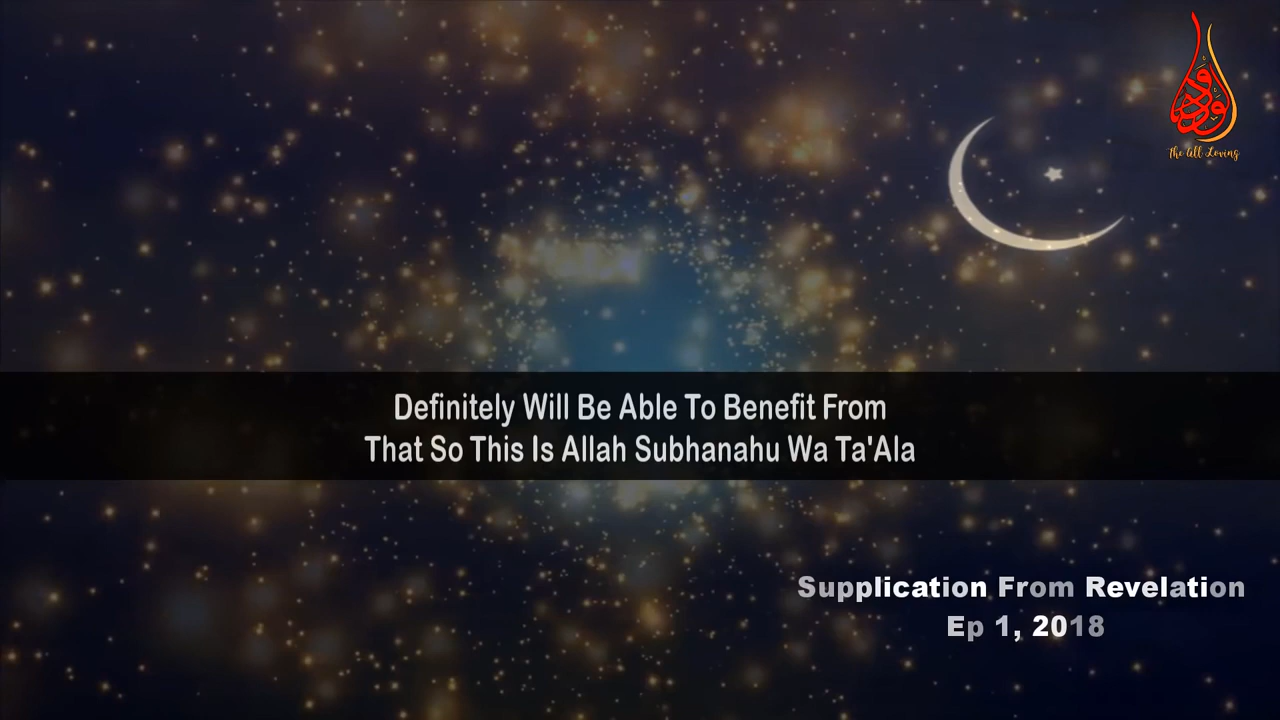 الودود
The All Loving
Definitely Will Be Able To Benefit From
That So This Is Allah Subhanahu Wa Ta'Ala
Supplication From Revelation
Ep 1, 2018